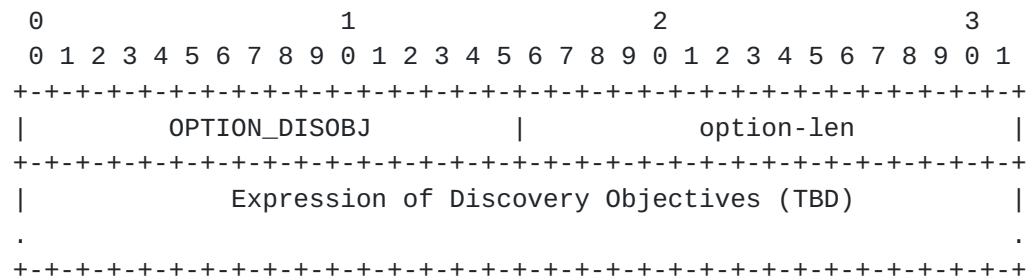 0                   1                   2                   3
 0 1 2 3 4 5 6 7 8 9 0 1 2 3 4 5 6 7 8 9 0 1 2 3 4 5 6 7 8 9 0 1
+-+-+-+-+-+-+-+-+-+-+-+-+-+-+-+-+-+-+-+-+-+-+-+-+-+-+-+-+-+-+-+-+
|         OPTION_DISOBJ         |           option-len          |
+-+-+-+-+-+-+-+-+-+-+-+-+-+-+-+-+-+-+-+-+-+-+-+-+-+-+-+-+-+-+-+-+
|             Expression of Discovery Objectives (TBD)          |
.                                                               .
+-+-+-+-+-+-+-+-+-+-+-+-+-+-+-+-+-+-+-+-+-+-+-+-+-+-+-+-+-+-+-+-+